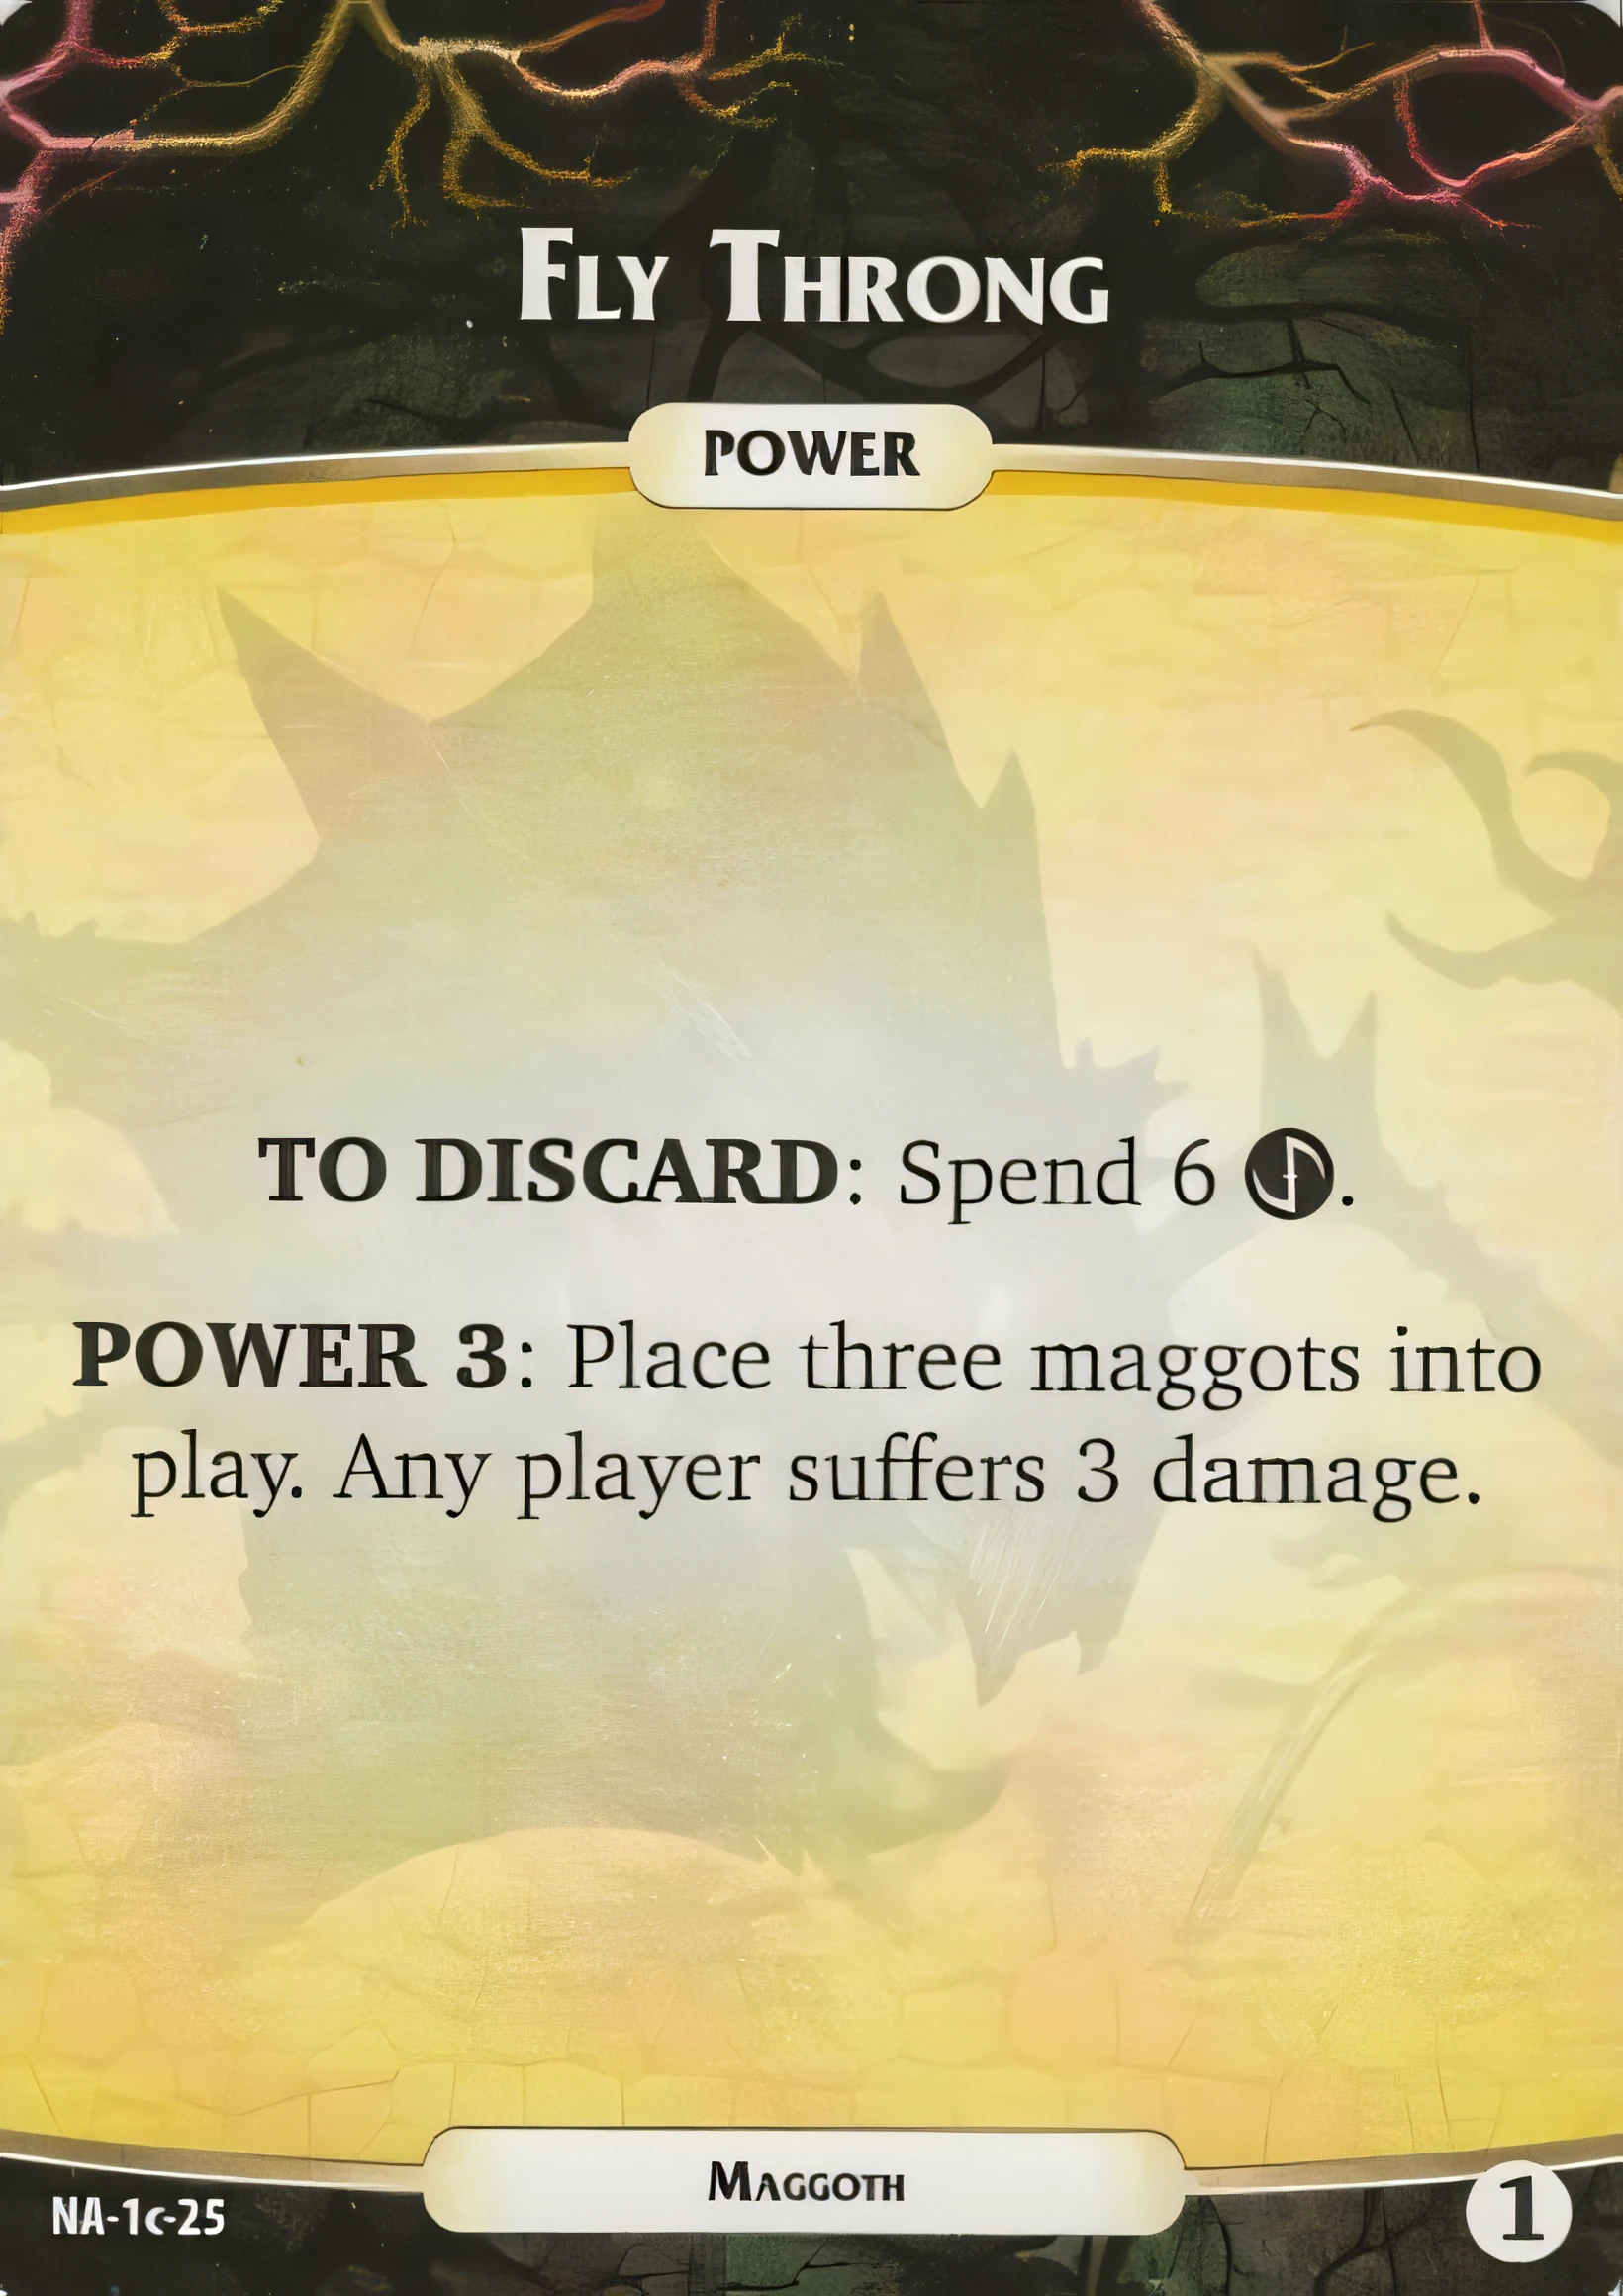 Fly Throng
POWER
TO DISCARD: Spend 6 .
POWER 3: Place three maggots into
play. Any player suffers 3 damage.
Maggoth
NA-1c-25
1